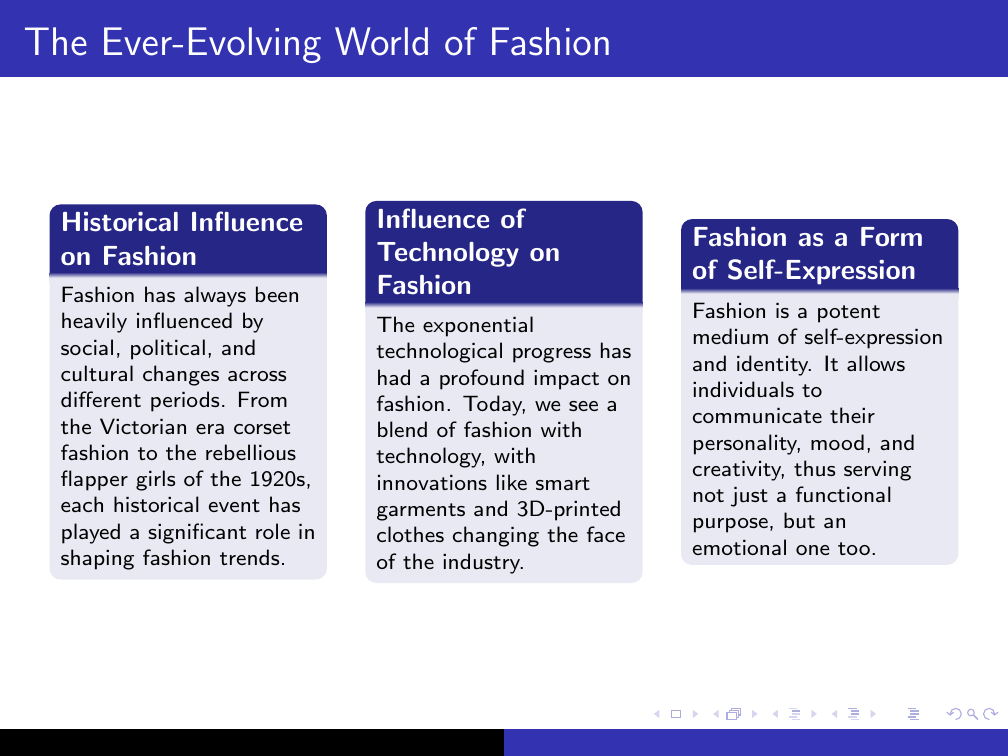 The Ever-Evolving World of Fashion
Historical Influence
on Fashion
Fashion has always been
heavily influenced by
social, political, and
cultural changes across
different periods. From
the Victorian era corset
fashion to the rebellious
flapper girls of the 1920s,
each historical event has
played a significant role in
shaping fashion trends.
Influence of
Technology on
Fashion
The exponential
technological progress has
had a profound impact on
fashion. Today, we see a
blend of fashion with
technology, with
innovations like smart
garments and 3D-printed
clothes changing the face
of the industry.
Fashion as a Form
of Self-Expression
Fashion is a potent
medium of self-expression
and identity. It allows
individuals to
communicate their
personality, mood, and
creativity, thus serving
not just a functional
purpose, but an
emotional one too.